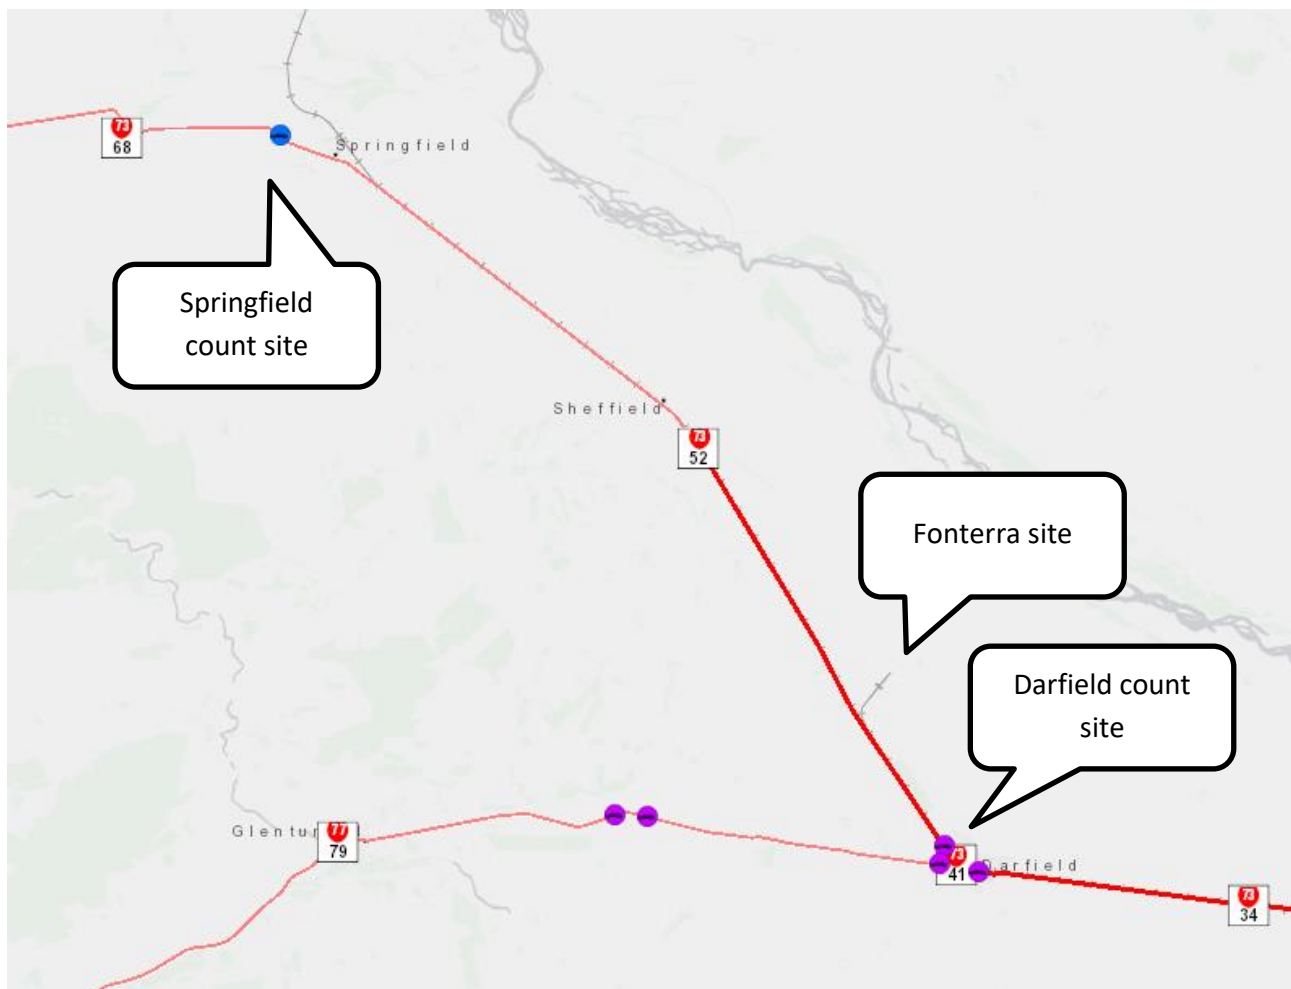 73
68
Springfield
Springfield
count site
Sheffield
73
52
Fonterra site
Darfield count
site
Glentu
77
79
73
41
Darfield
73
34